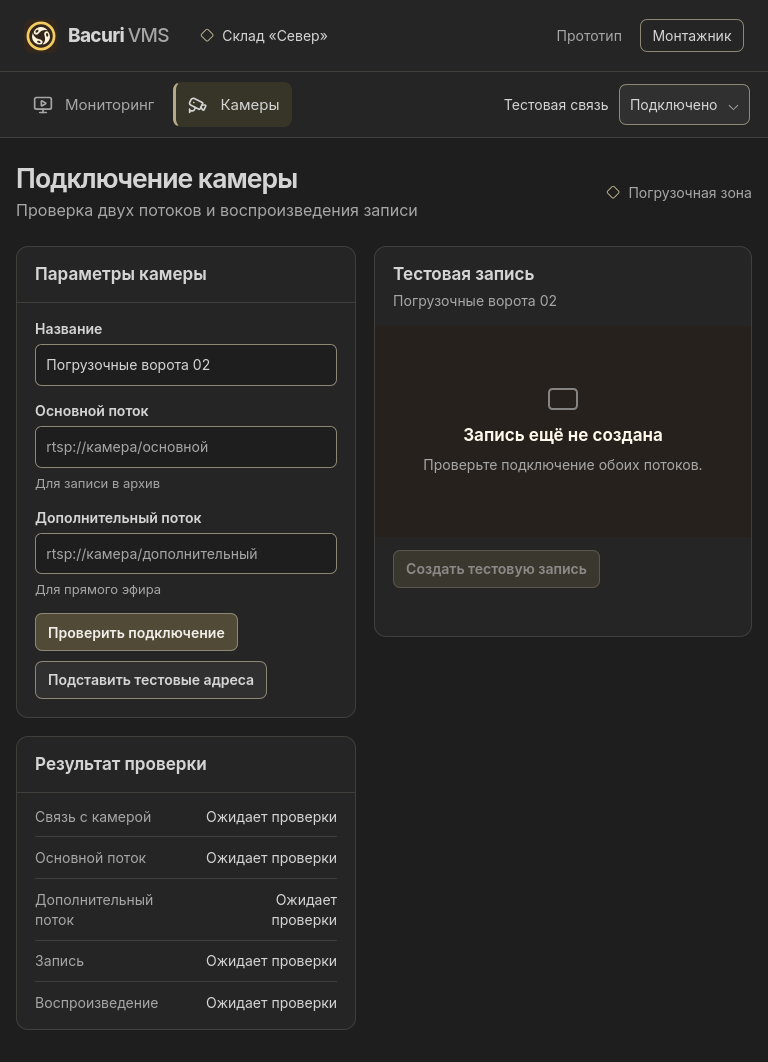 Bacuri VMS
Склад «Север»
Прототип
Монтажник
Мониторинг
Камеры
Тестовая связь
Подключено
Подключение камеры
Проверка двух потоков и воспроизведения записи
Погрузочная зона
Параметры камеры
Название
Погрузочные ворота 02
Основной поток
rtsp://камера/основной
Для записи в архив
Дополнительный поток
rtsp://камера/дополнительный
Для прямого эфира
Проверить подключение
Подставить тестовые адреса
Тестовая запись
Погрузочные ворота 02
Запись ещё не создана
Проверьте подключение обоих потоков.
Создать тестовую запись
Результат проверки
Связь с камерой Ожидает проверки
Основной поток Ожидает проверки
Дополнительный Ожидает
поток проверки
Запись Ожидает проверки
Воспроизведение Ожидает проверки